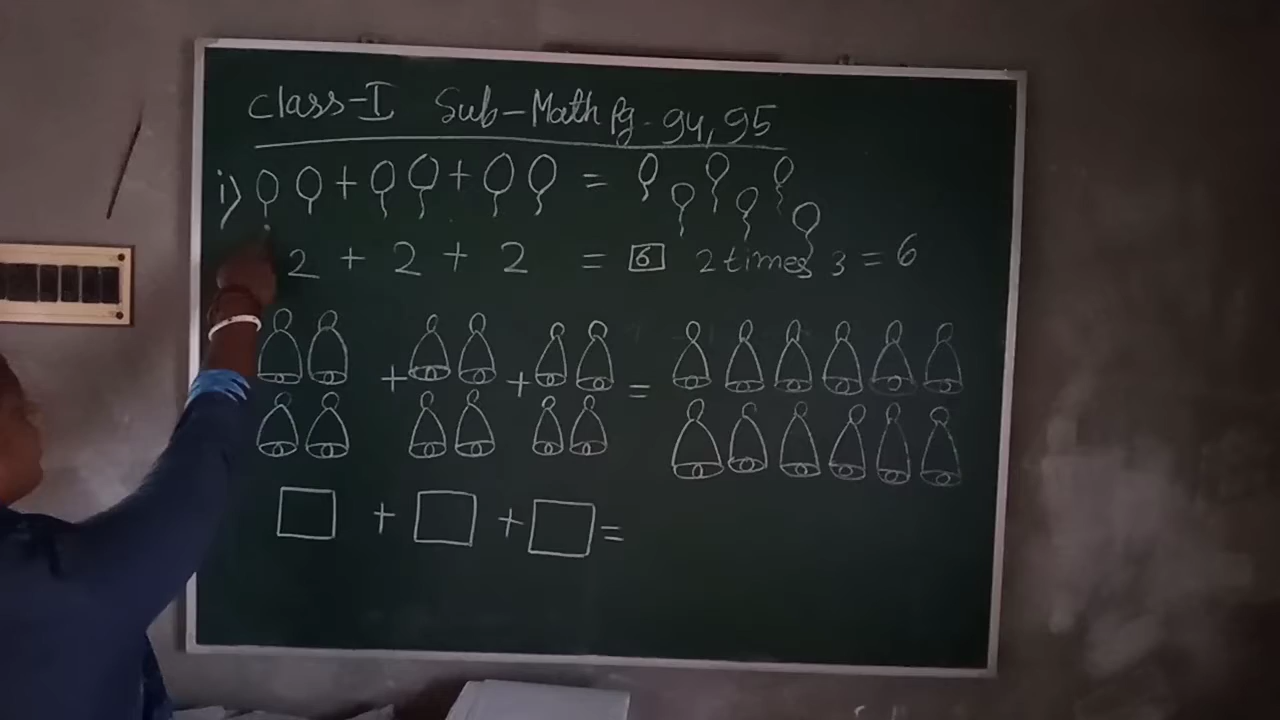 Class-I Sub-Math Pg-94,95
i) + + =
2 + 2 + 2 = 6 2 times 3 = 6
+ + =
+ + =